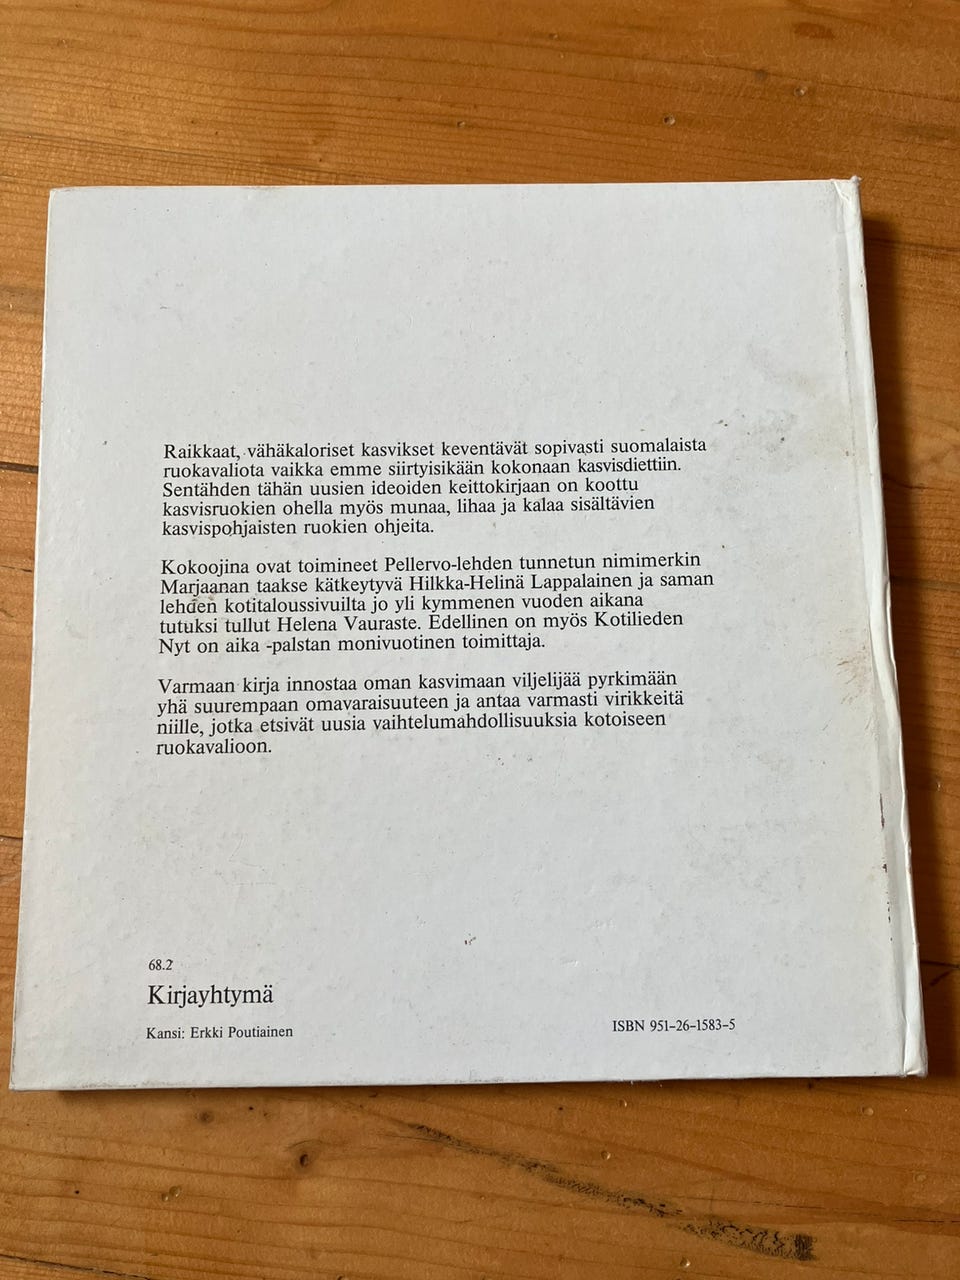 Raikkaat, vähäkaloriset kasvikset keventävät sopivasti suomalaista
ruokavaliota vaikka emme siirtyisikään kokonaan kasvisdiettiin.
Sentähden tähän uusien ideoiden keittokirjaan on koottu
kasvisruokien ohella myös munaa, lihaa ja kalaa sisältävien
kasvispohjaisten ruokien ohjeita.
Kokoojina ovat toimineet Pellervo-lehden tunnetun nimimerkin
Marjaanan taakse kätkeytyvä Hilkka-Helinä Lappalainen ja saman
lehden kotitaloussivuilta jo yli kymmenen vuoden aikana
tutuksi tullut Helena Vauraste. Edellinen on myös Kotilieden
Nyt on aika -palstan monivuotinen toimittaja.
Varmaan kirja innostaa oman kasvimaan viljelijää pyrkimään
yhä suurempaan omavaraisuuteen ja antaa varmasti virikkeitä
niille, jotka etsivät uusia vaihtelumahdollisuuksia kotoiseen
ruokavalioon.
68.2
Kirjayhtymä
Kansi: Erkki Poutiainen
ISBN 951-26-1583-5